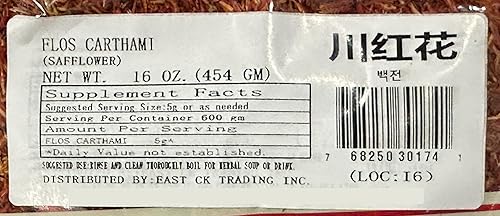 FLOS CARTHAMI
(SAFFLOWER)
NET WT. 16 OZ. (454 GM)
Supplement Facts
Suggested Serving Size:5g or as needed
Serving Per Container 600 gm
Amount Per Serving
FLOS CARTHAMI 5g*
*Daily Value not established.
SUGGESTED USE:RINSE AND CLEAN THOROUGHLY BOIL FOR HERBAL SOUP OR DRINK.
DISTRIBUTED BY:EAST CK TRADING INC.
川红花
백전
7 68250 30174 1
(LOC:I6)